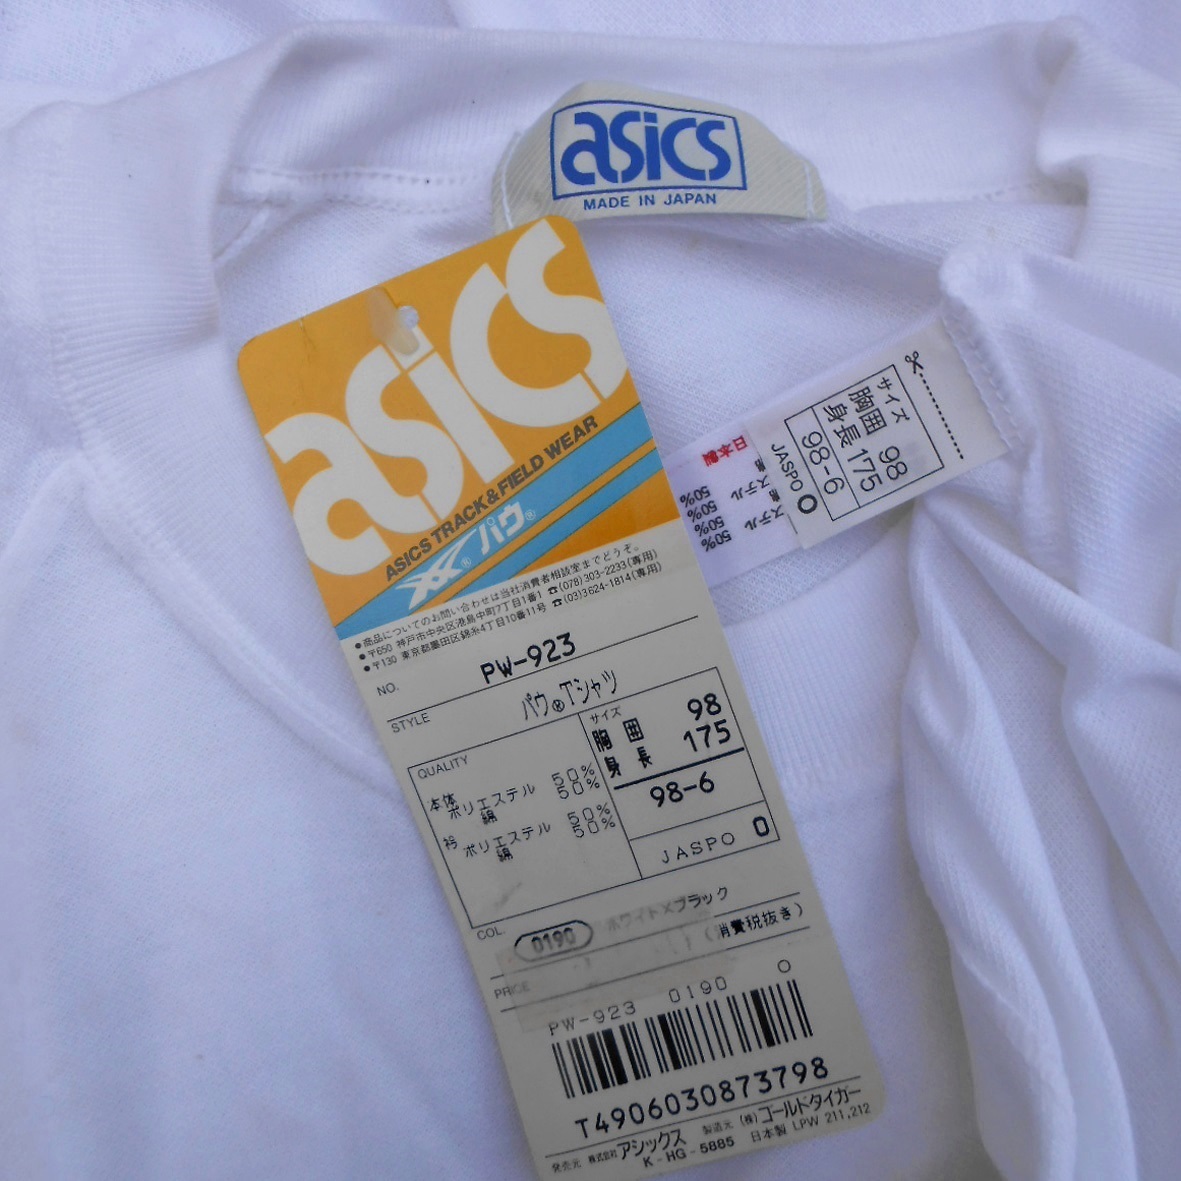 asics
MADE IN JAPAN
asics
ASICS TRACK & FIELD WEAR
パウ®
●商品についてのお問い合わせは当社消費者相談室までどうぞ。
●〒650 神戸市中央区港島中町7丁目1番1 ☎(078)303-2233(専用)
●〒130 東京都墨田区錦糸4丁目10番11号 ☎(03)3624-1814(専用)
NO. PW-923
STYLE パウ®Tシャツ
QUALITY
本体
ポリエステル 50%
綿 50%
衿
ポリエステル 50%
綿 50%
サイズ
胸囲 98
身長 175
98-6
JASPO O
COL. 0190 ホワイト×ブラック
PRICE (消費税抜き)
PW-923 0190 O
T4906030873798
発売元 株式会社アシックス 製造元 (株)ゴールドタイガー
K-HG-5885 日本製 LPW 211,212
サイズ
胸囲 98
身長 175
98-6
JASPO O
ステル 50%
50%
ステル 50%
50%
日本製